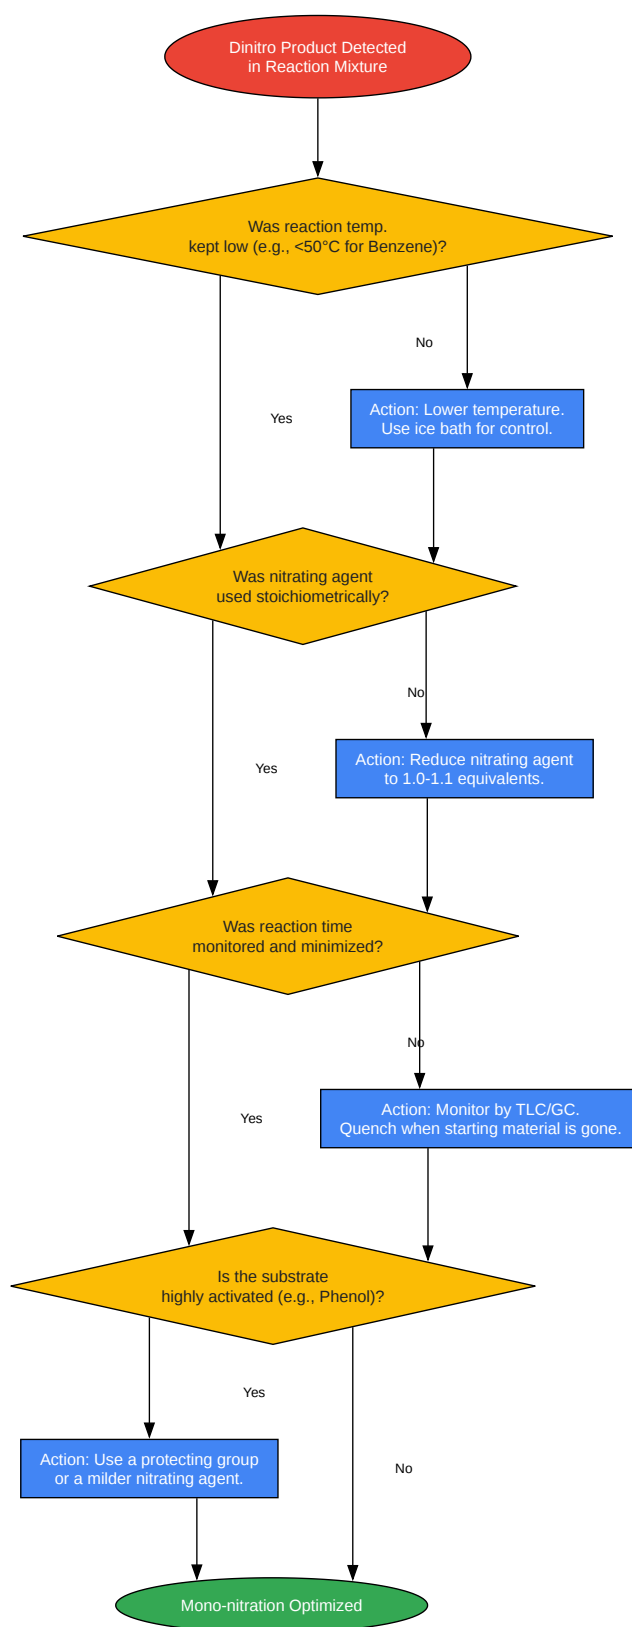 Dinitro Product Detected
in Reaction Mixture
Was reaction temp.
kept low (e.g., <50°C for Benzene)?
No
Action: Lower temperature.
Use ice bath for control.
Yes
Was nitrating agent
used stoichiometrically?
No
Action: Reduce nitrating agent
to 1.0-1.1 equivalents.
Yes
Was reaction time
monitored and minimized?
No
Action: Monitor by TLC/GC.
Quench when starting material is gone.
Yes
Is the substrate
highly activated (e.g., Phenol)?
Yes
Action: Use a protecting group
or a milder nitrating agent.
No
Mono-nitration Optimized